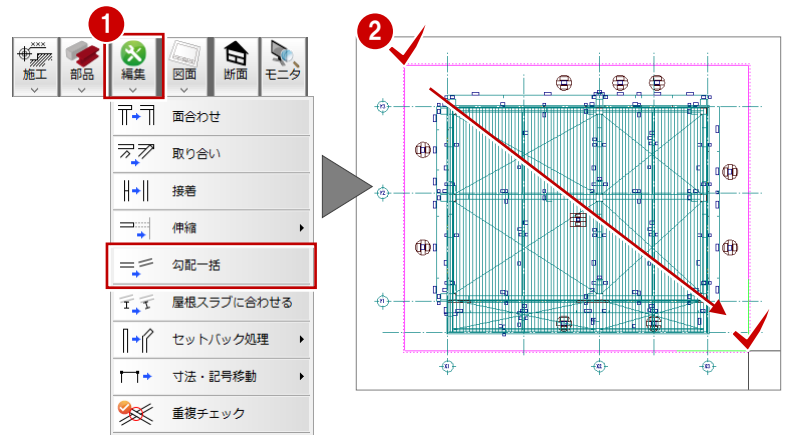 1
2
施工
部品
編集
図面
断面
モニタ
面合わせ
取り合い
接着
伸縮
勾配一括
屋根スラブに合わせる
セットバック処理
寸法・記号移動
重複チェック